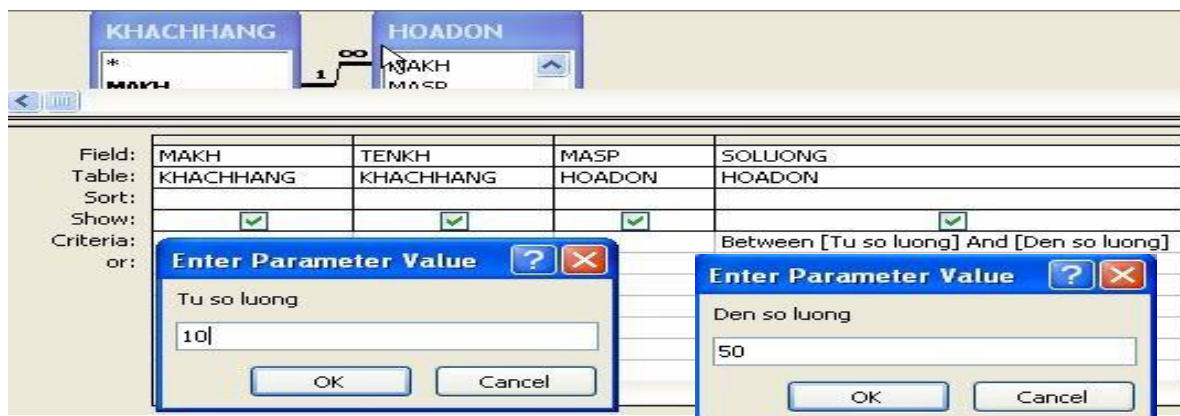 KHACHHANG
*
MAKH
1
∞
HOADON
MAKH
MASP
Field: MAKH TENKH MASP SOLUONG
Table: KHACHHANG KHACHHANG HOADON HOADON
Sort:
Show:
Criteria: Between [Tu so luong] And [Den so luong]
or:
Enter Parameter Value
Tu so luong
10
OK Cancel
Enter Parameter Value
Den so luong
50
OK Cancel